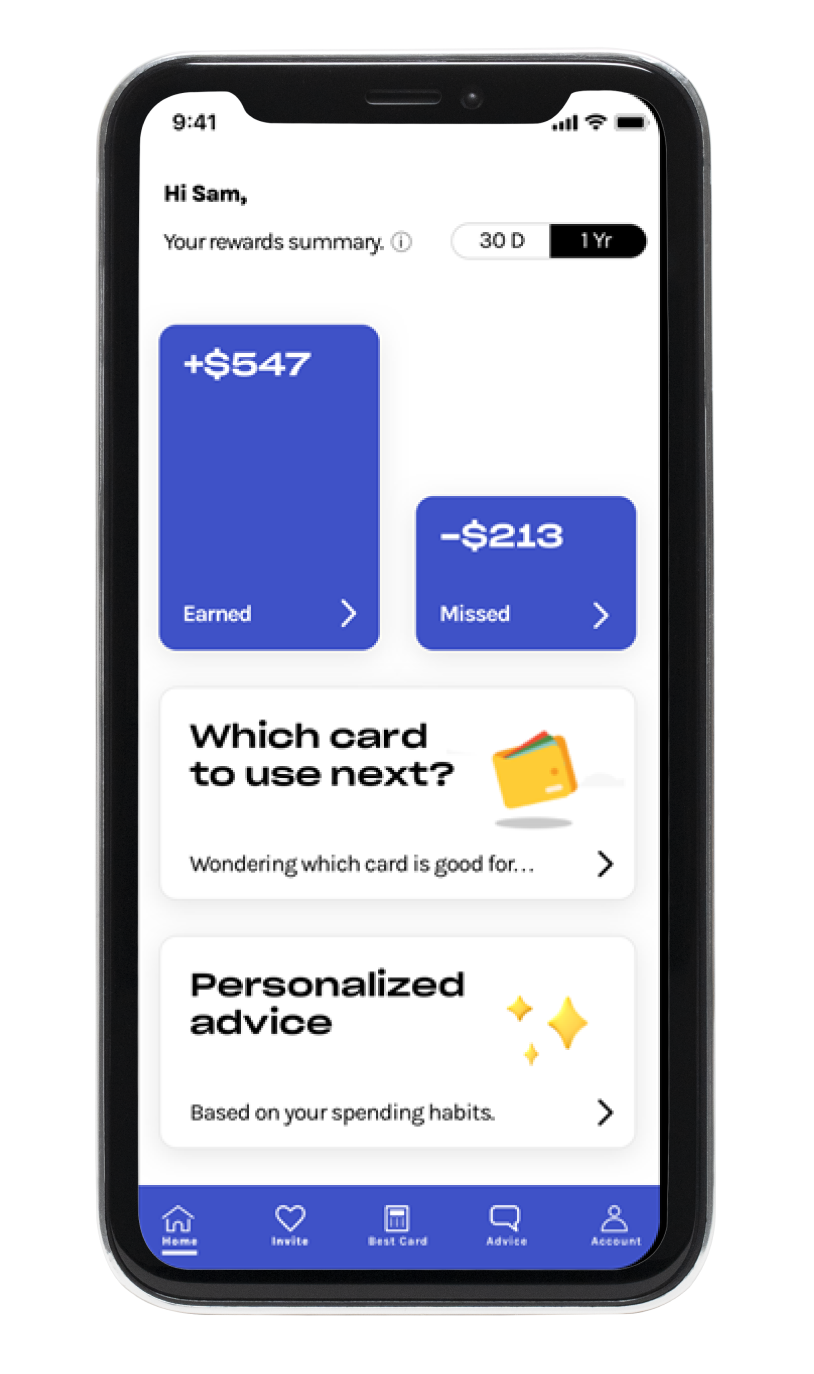 9:41
Hi Sam,
Your rewards summary.
30 D
1 Yr
+$547
Earned
–$213
Missed
Which card
to use next?
Wondering which card is good for...
Personalized
advice
Based on your spending habits.
Home
Invite
Best Card
Advice
Account